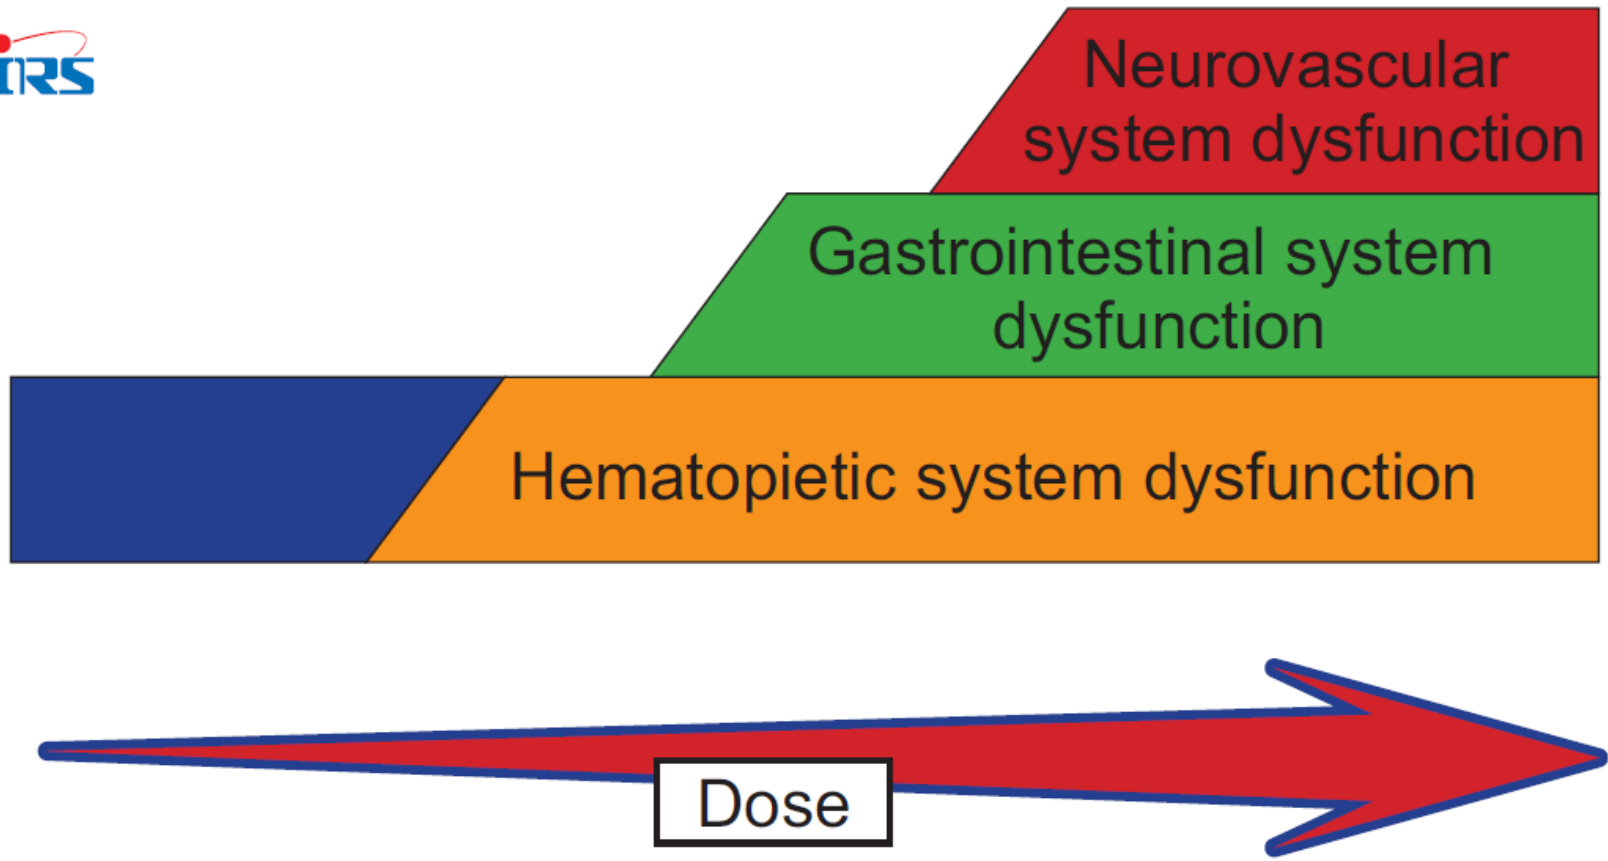 IRS
Neurovascular
system dysfunction
Gastrointestinal system
dysfunction
Hematopietic system dysfunction
Dose